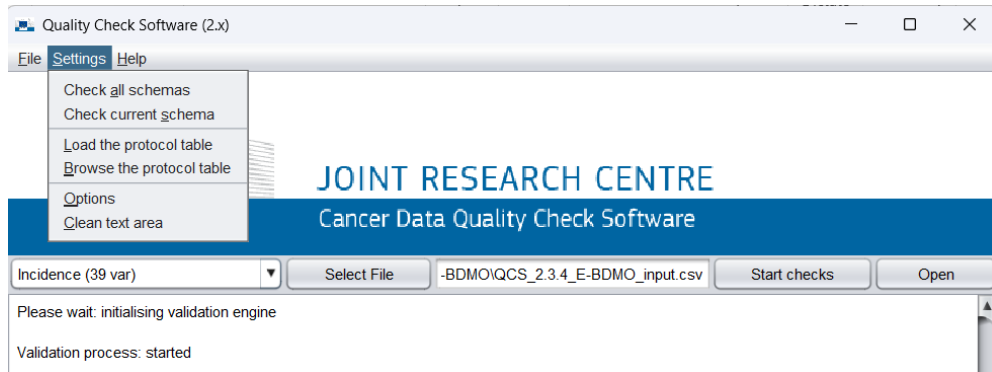 Quality Check Software (2.x)
File Settings Help
Check all schemas
Check current schema
Load the protocol table
Browse the protocol table
Options
Clean text area
JOINT RESEARCH CENTRE
Cancer Data Quality Check Software
Incidence (39 var) Select File -BDMO\QCS_2.3.4_E-BDMO_input.csv Start checks Open
Please wait: initialising validation engine
Validation process: started